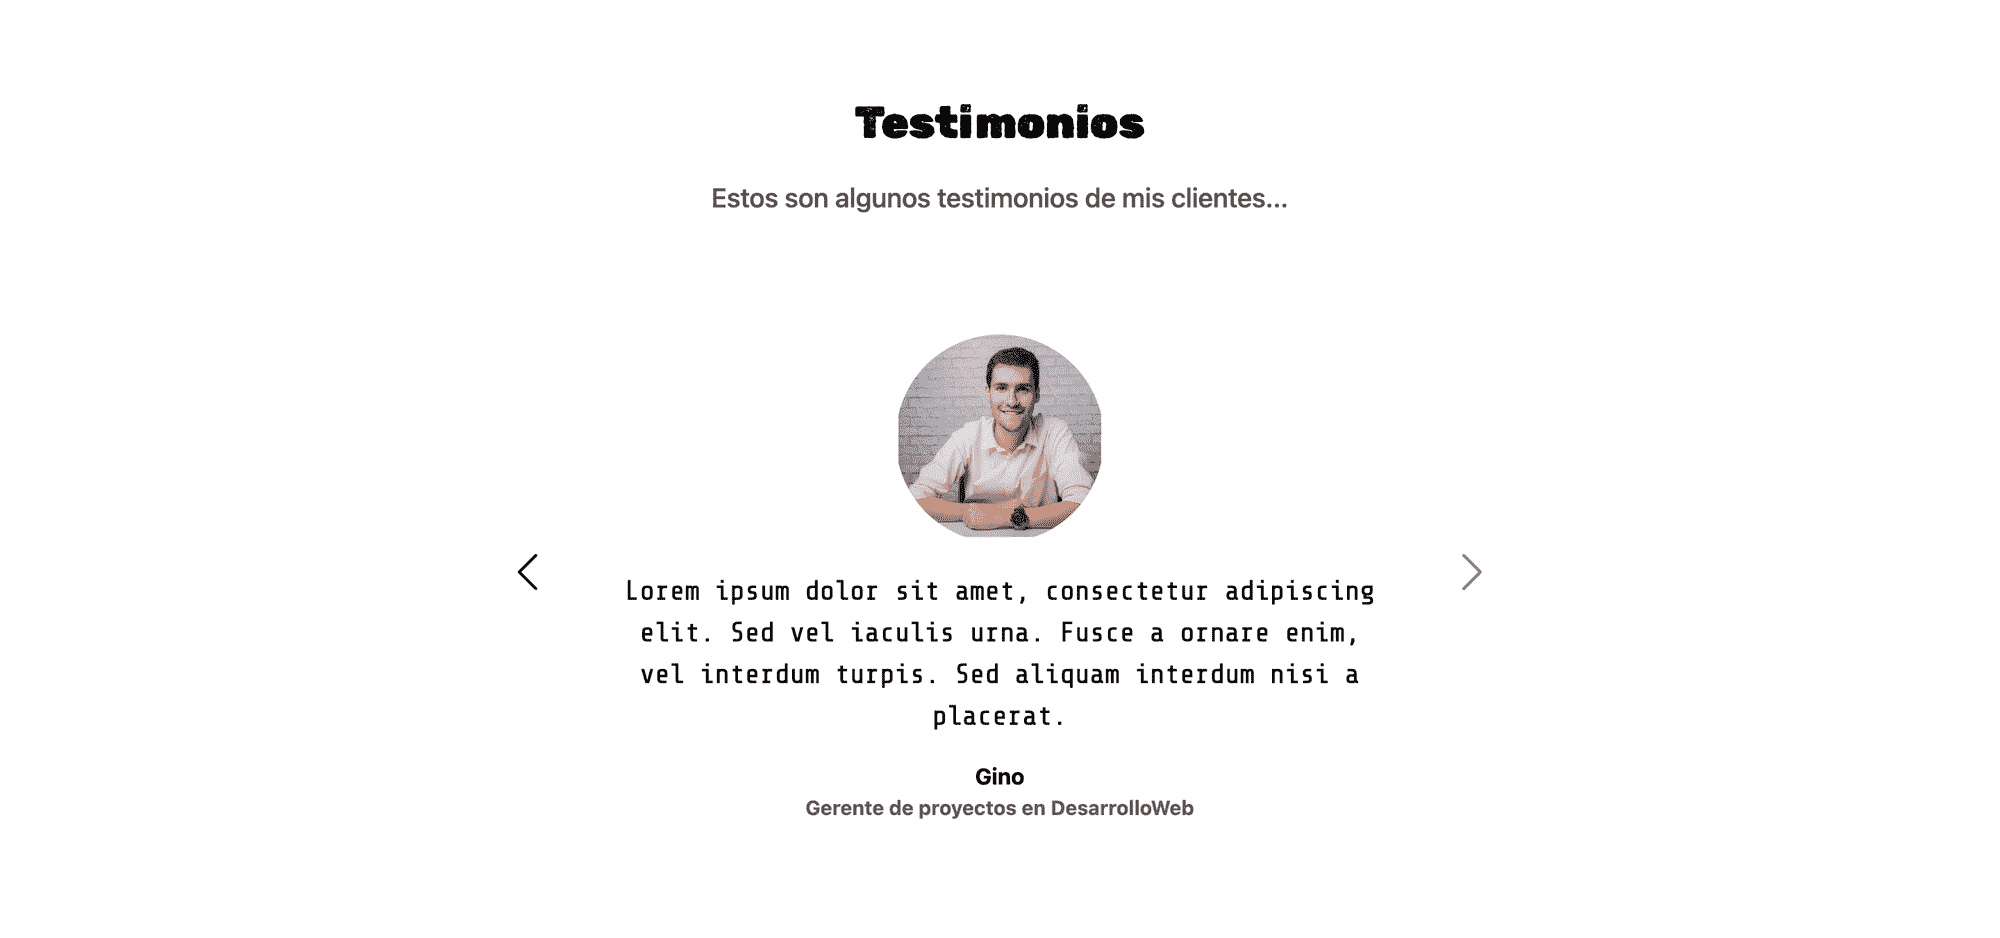 Testimonios
Estos son algunos testimonios de mis clientes...
Lorem ipsum dolor sit amet, consectetur adipiscing
elit. Sed vel iaculis urna. Fusce a ornare enim,
vel interdum turpis. Sed aliquam interdum nisi a
placerat.
Gino
Gerente de proyectos en DesarrolloWeb